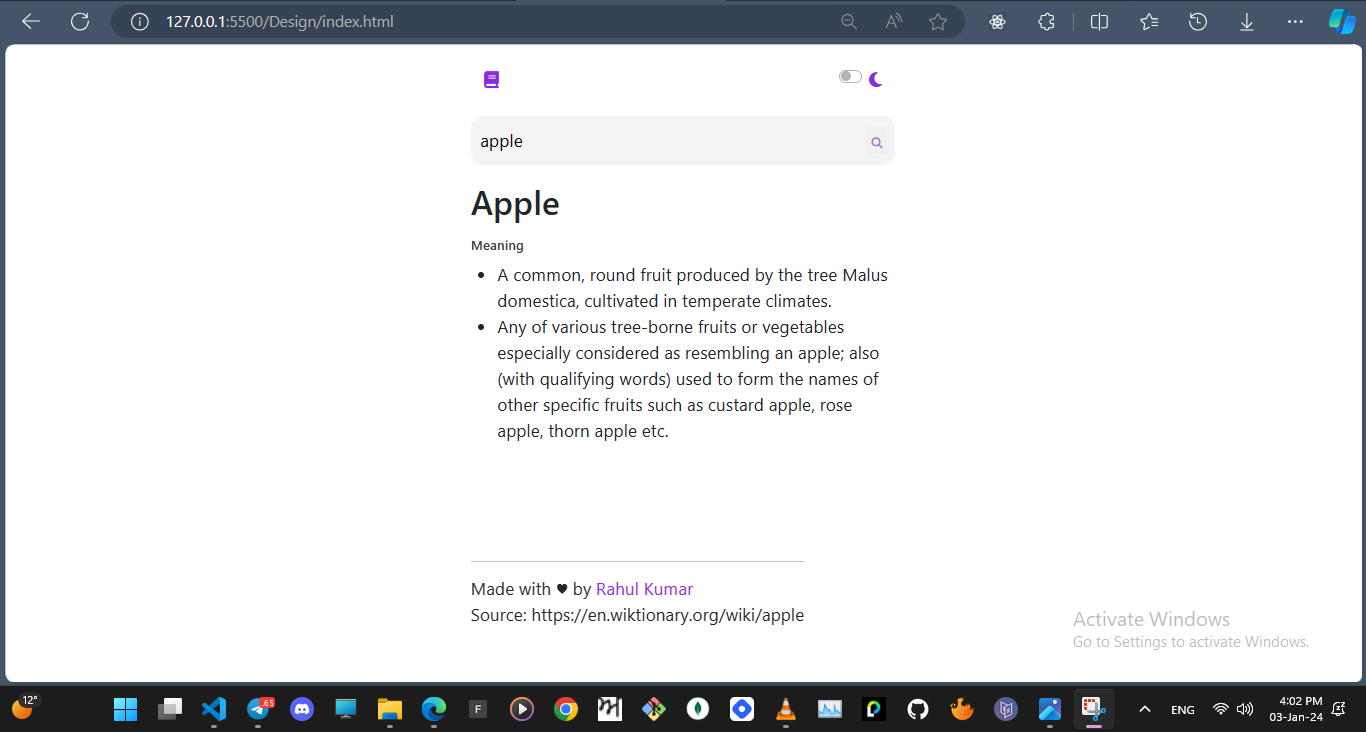 127.0.0.1:5500/Design/index.html
apple
Apple
Meaning
A common, round fruit produced by the tree Malus
domestica, cultivated in temperate climates.
Any of various tree-borne fruits or vegetables
especially considered as resembling an apple; also
(with qualifying words) used to form the names of
other specific fruits such as custard apple, rose
apple, thorn apple etc.
Made with ♥ by Rahul Kumar
Source: https://en.wiktionary.org/wiki/apple
Activate Windows
Go to Settings to activate Windows.
12°
65
F
ENG
4:02 PM
03-Jan-24